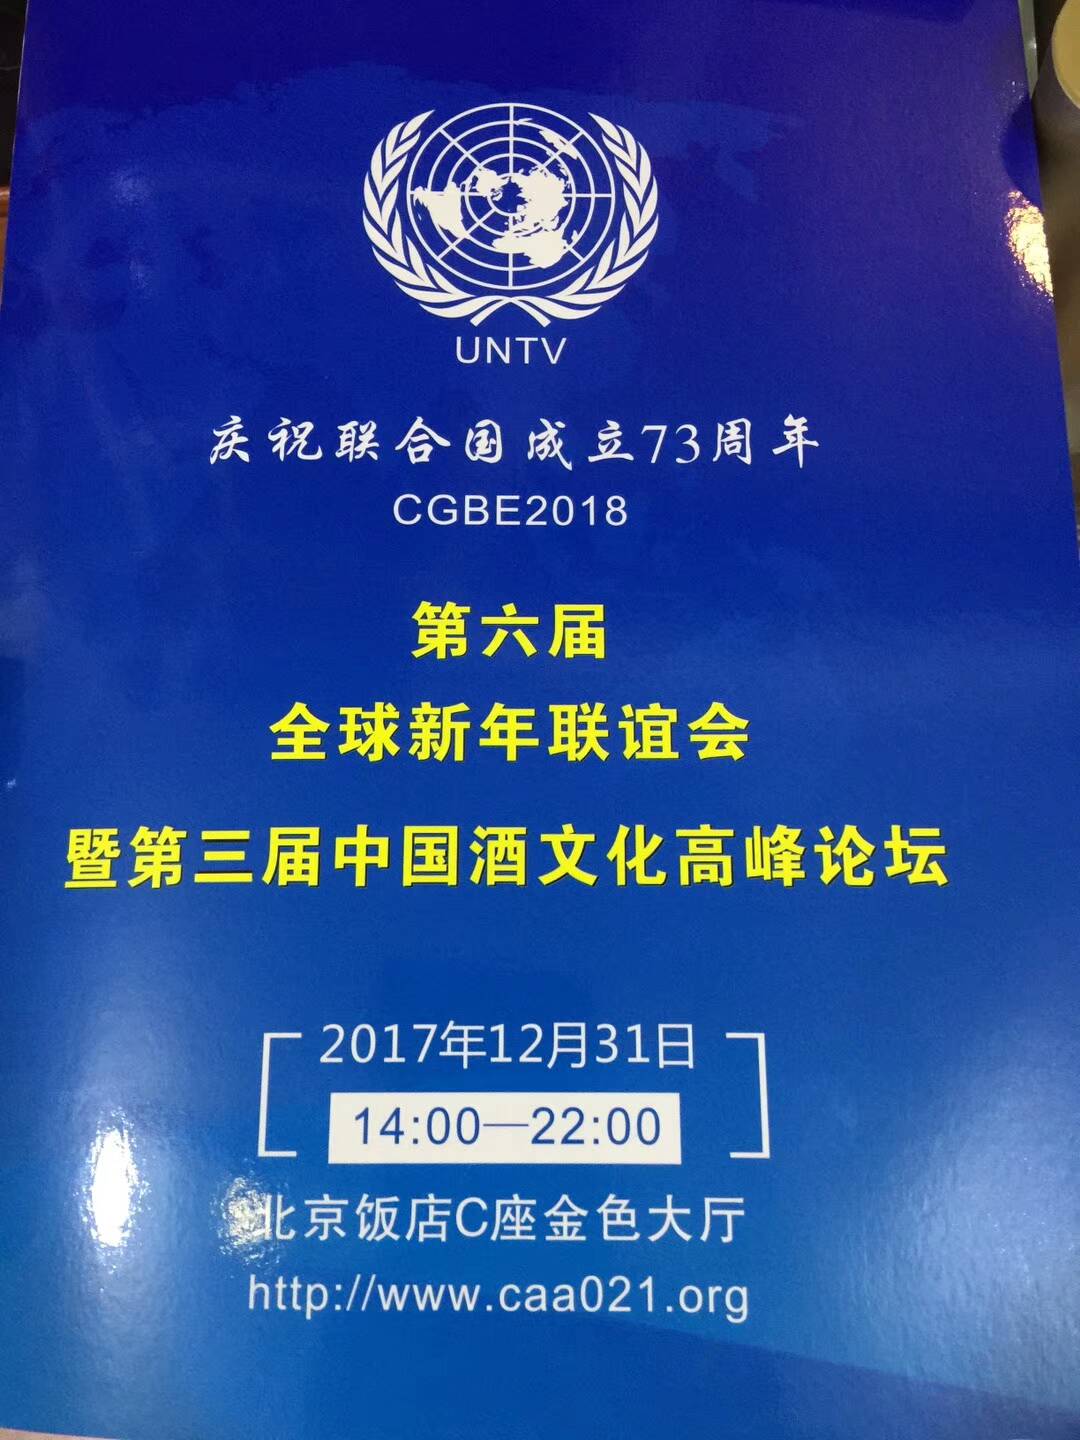 UNTV
庆祝联合国成立73周年
CGBE2018
第六届
全球新年联谊会
暨第三届中国酒文化高峰论坛
2017年12月31日
14:00—22:00
北京饭店C座金色大厅
http://www.caa021.org